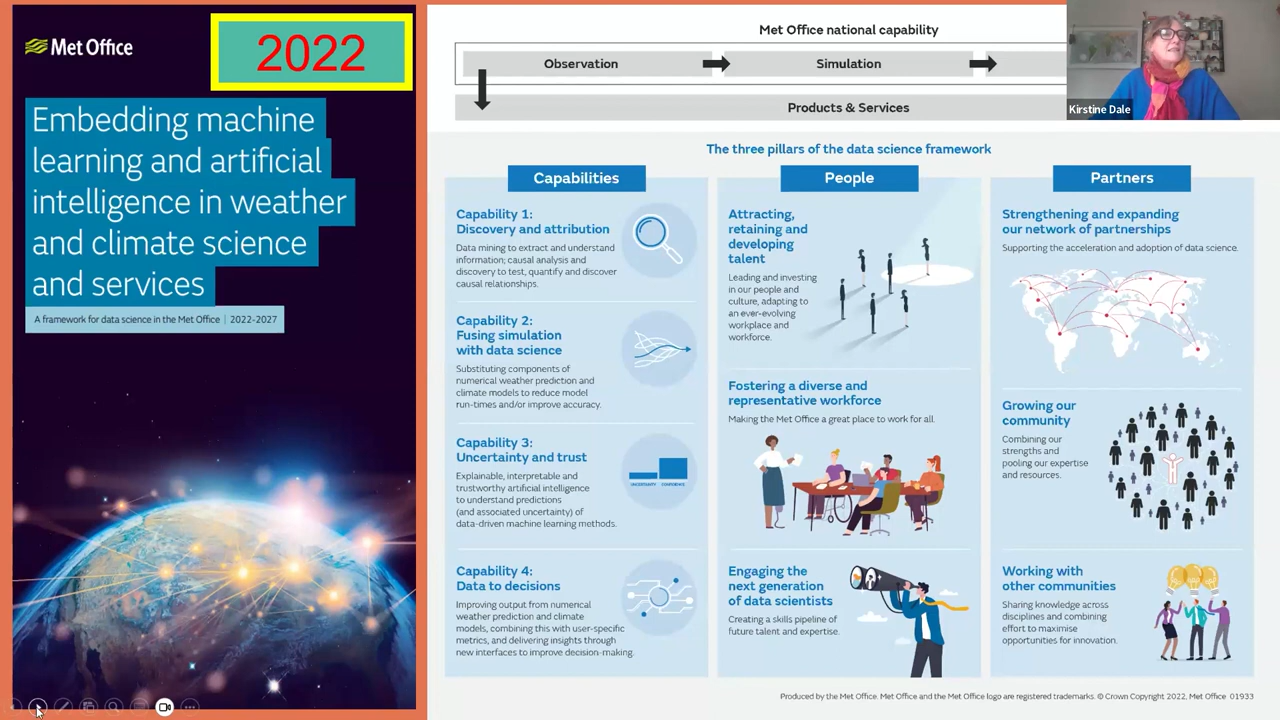 Met Office
2022
Embedding machine
learning and artificial
intelligence in weather
and climate science
and services
A framework for data science in the Met Office | 2022-2027
Met Office national capability
Observation
Simulation
Products & Services
Kirstine Dale
The three pillars of the data science framework
Capabilities
Capability 1:
Discovery and attribution
Data mining to extract and understand
information; causal analysis and
discovery to test, quantify and discover
causal relationships.
Capability 2:
Fusing simulation
with data science
Substituting components of
numerical weather prediction and
climate models to reduce model
run-times and/or improve accuracy.
Capability 3:
Uncertainty and trust
Explainable, interpretable and
trustworthy artificial intelligence
to understand predictions
(and associated uncertainty) of
data-driven machine learning methods.
UNCERTAINTY CONFIDENCE
Capability 4:
Data to decisions
Improving output from numerical
weather prediction and climate
models, combining this with user-specific
metrics, and delivering insights through
new interfaces to improve decision-making.
People
Attracting,
retaining and
developing
talent
Leading and investing
in our people and
culture, adapting to
an ever-evolving
workplace and
workforce.
Fostering a diverse and
representative workforce
Making the Met Office a great place to work for all.
Engaging the
next generation
of data scientists
Creating a skills pipeline of
future talent and expertise.
Partners
Strengthening and expanding
our network of partnerships
Supporting the acceleration and adoption of data science.
Growing our
community
Combining our
strengths and
pooling our expertise
and resources.
Working with
other communities
Sharing knowledge across
disciplines and combining
effort to maximise
opportunities for innovation.
Produced by the Met Office. Met Office and the Met Office logo are registered trademarks. © Crown Copyright 2022, Met Office 01933